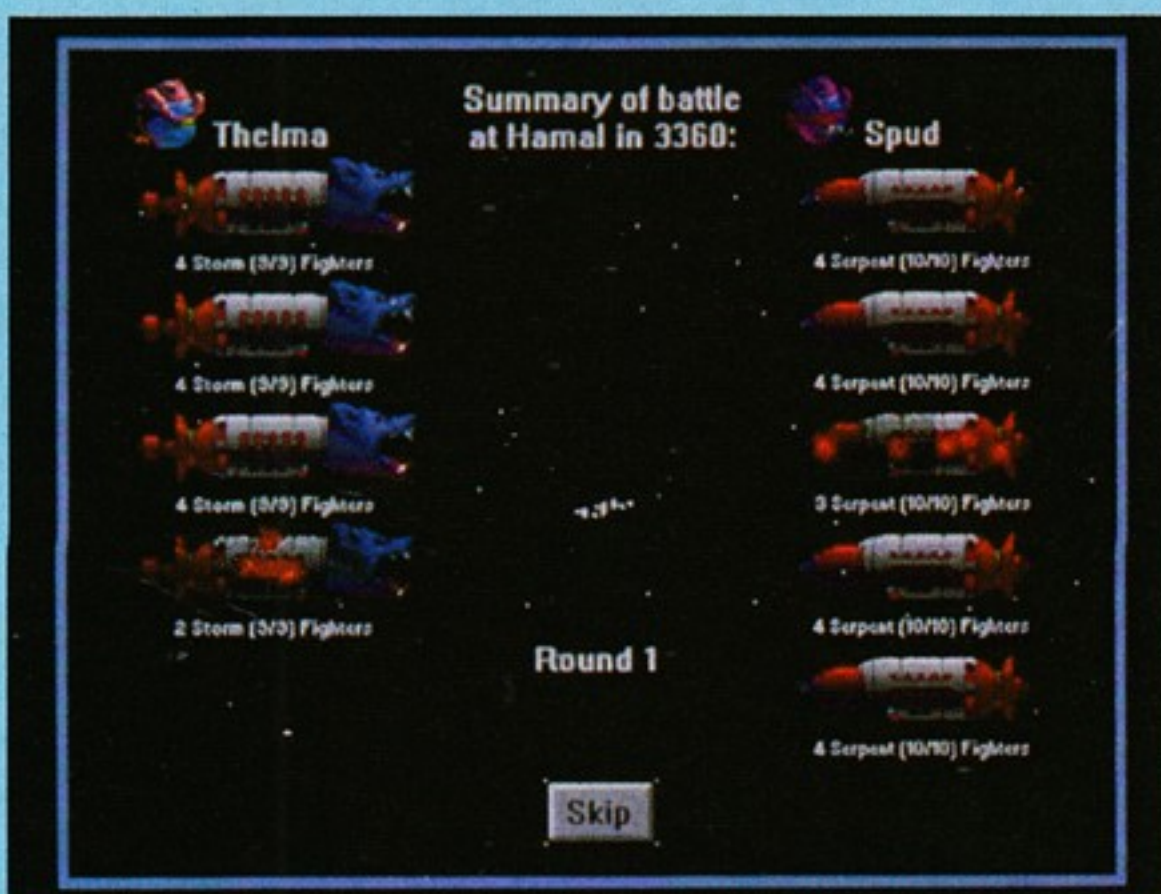 Thelma
Summary of battle
at Hamal in 3360:
Spud
4 Storm (9/9) Fighters
4 Storm (9/9) Fighters
4 Storm (9/9) Fighters
2 Storm (9/9) Fighters
4 Serpent (10/10) Fighters
4 Serpent (10/10) Fighters
3 Serpent (10/10) Fighters
4 Serpent (10/10) Fighters
4 Serpent (10/10) Fighters
Round 1
Skip